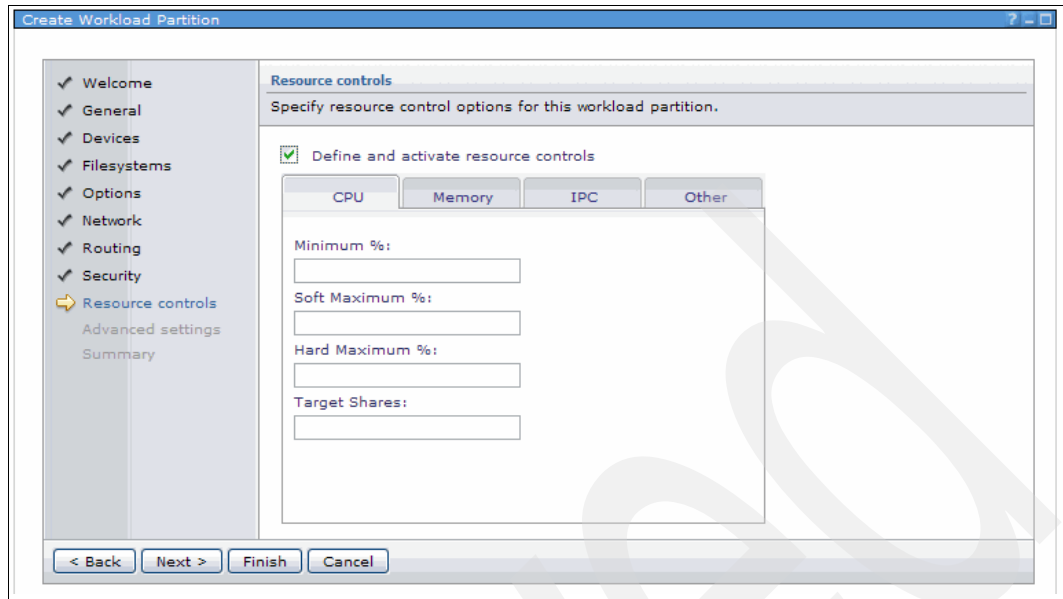 Create Workload Partition
? - □
Welcome
General
Devices
Filesystems
Options
Network
Routing
Security
Resource controls
Advanced settings
Summary
Resource controls
Specify resource control options for this workload partition.
Define and activate resource controls
CPU Memory IPC Other
Minimum %:
Soft Maximum %:
Hard Maximum %:
Target Shares:
< Back Next > Finish Cancel